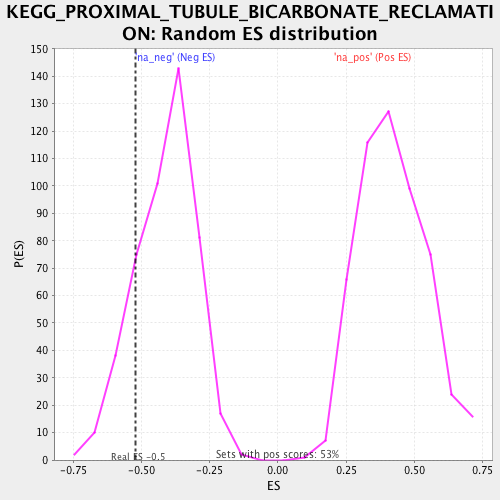 KEGG_PROXIMAL_TUBULE_BICARBONATE_RECLAMATI
ON: Random ES distribution
'na_neg' (Neg ES)
'na_pos' (Pos ES)
150
140
130
120
110
100
90
80
70
60
50
40
30
20
10
0
P(ES)
Real ES -0.5
Sets with pos scores: 53%
-0.75
-0.50
-0.25
0.00
0.25
0.50
0.75
ES